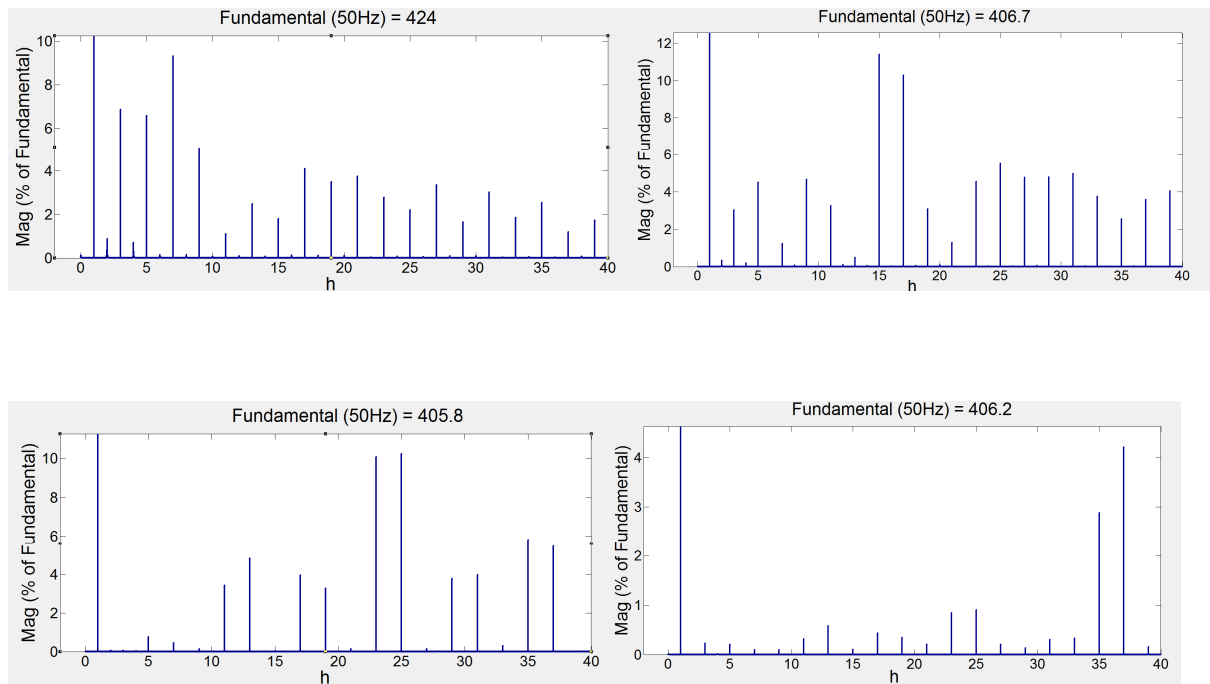 Fundamental (50Hz) = 424
Mag (% of Fundamental)
10
8
6
4
2
0
0 5 10 15 20 25 30 35 40
h
Fundamental (50Hz) = 406.7
Mag (% of Fundamental)
12
10
8
6
4
2
0
0 5 10 15 20 25 30 35 40
h
Fundamental (50Hz) = 405.8
Mag (% of Fundamental)
10
8
6
4
2
0
0 5 10 15 20 25 30 35 40
h
Fundamental (50Hz) = 406.2
Mag (% of Fundamental)
4
3
2
1
0
0 5 10 15 20 25 30 35 40
h